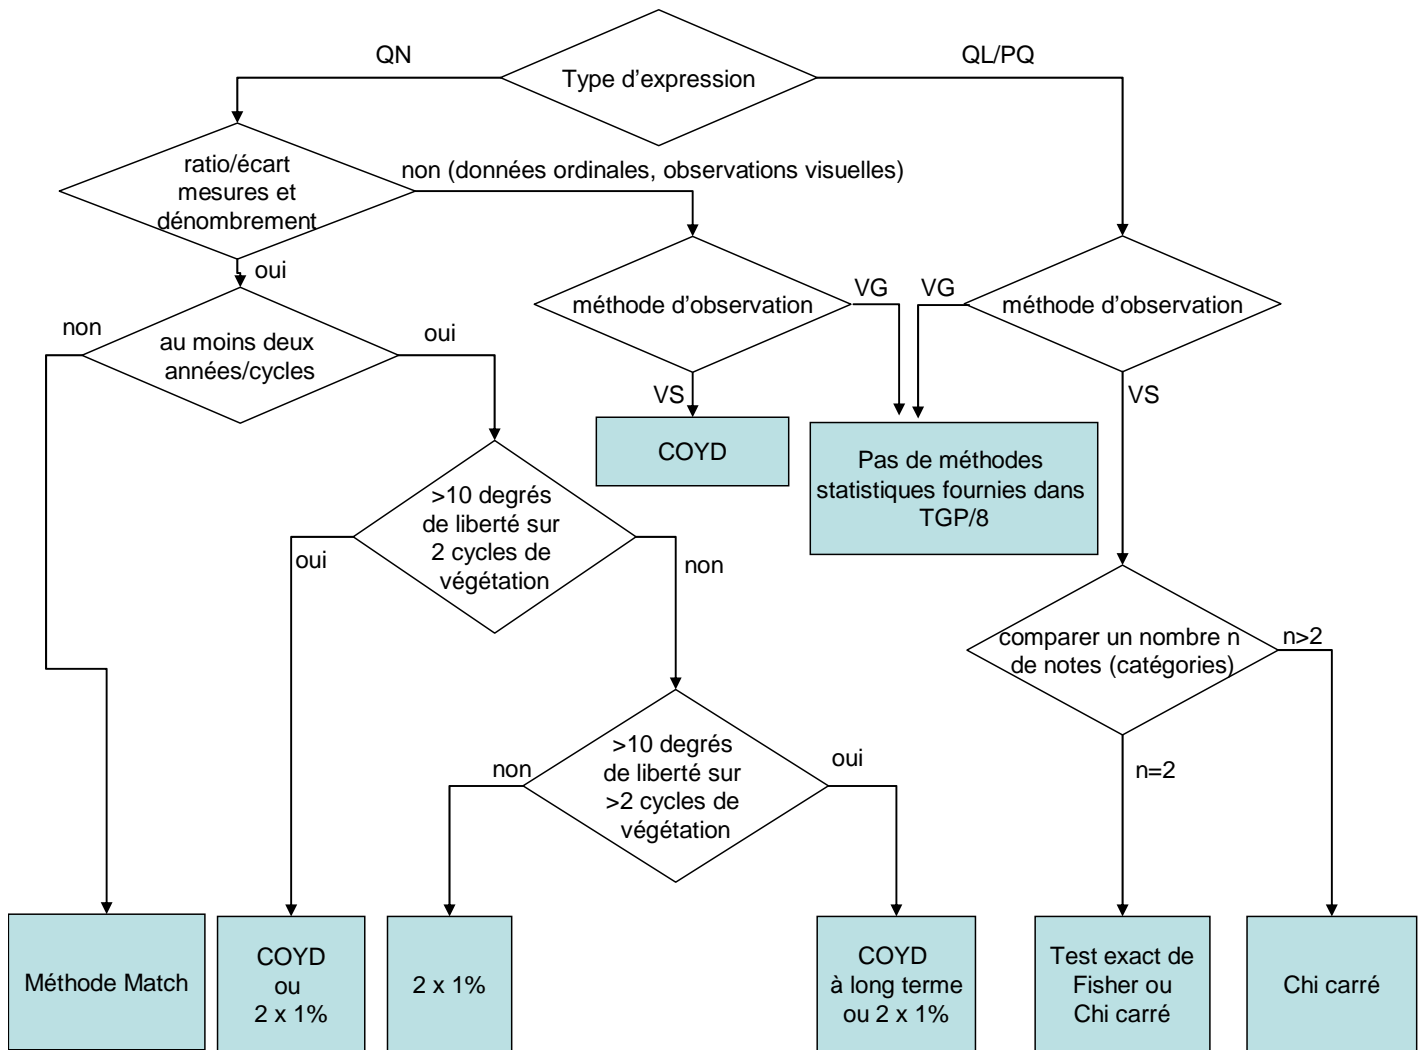 QN
Type d'expression
QL/PQ
ratio/écart
mesures et
dénombrement
non (données ordinales, observations visuelles)
oui
méthode d'observation
VG
VG
méthode d'observation
non
au moins deux
années/cycles
oui
VS
VS
COYD
Pas de méthodes
statistiques fournies dans
TGP/8
>10 degrés
de liberté sur
2 cycles de
végétation
oui
non
comparer un nombre n
de notes (catégories)
n>2
n=2
>10 degrés
de liberté sur
>2 cycles de
végétation
non
oui
Méthode Match
COYD
ou
2 x 1%
2 x 1%
COYD
à long terme
ou 2 x 1%
Test exact de
Fisher ou
Chi carré
Chi carré